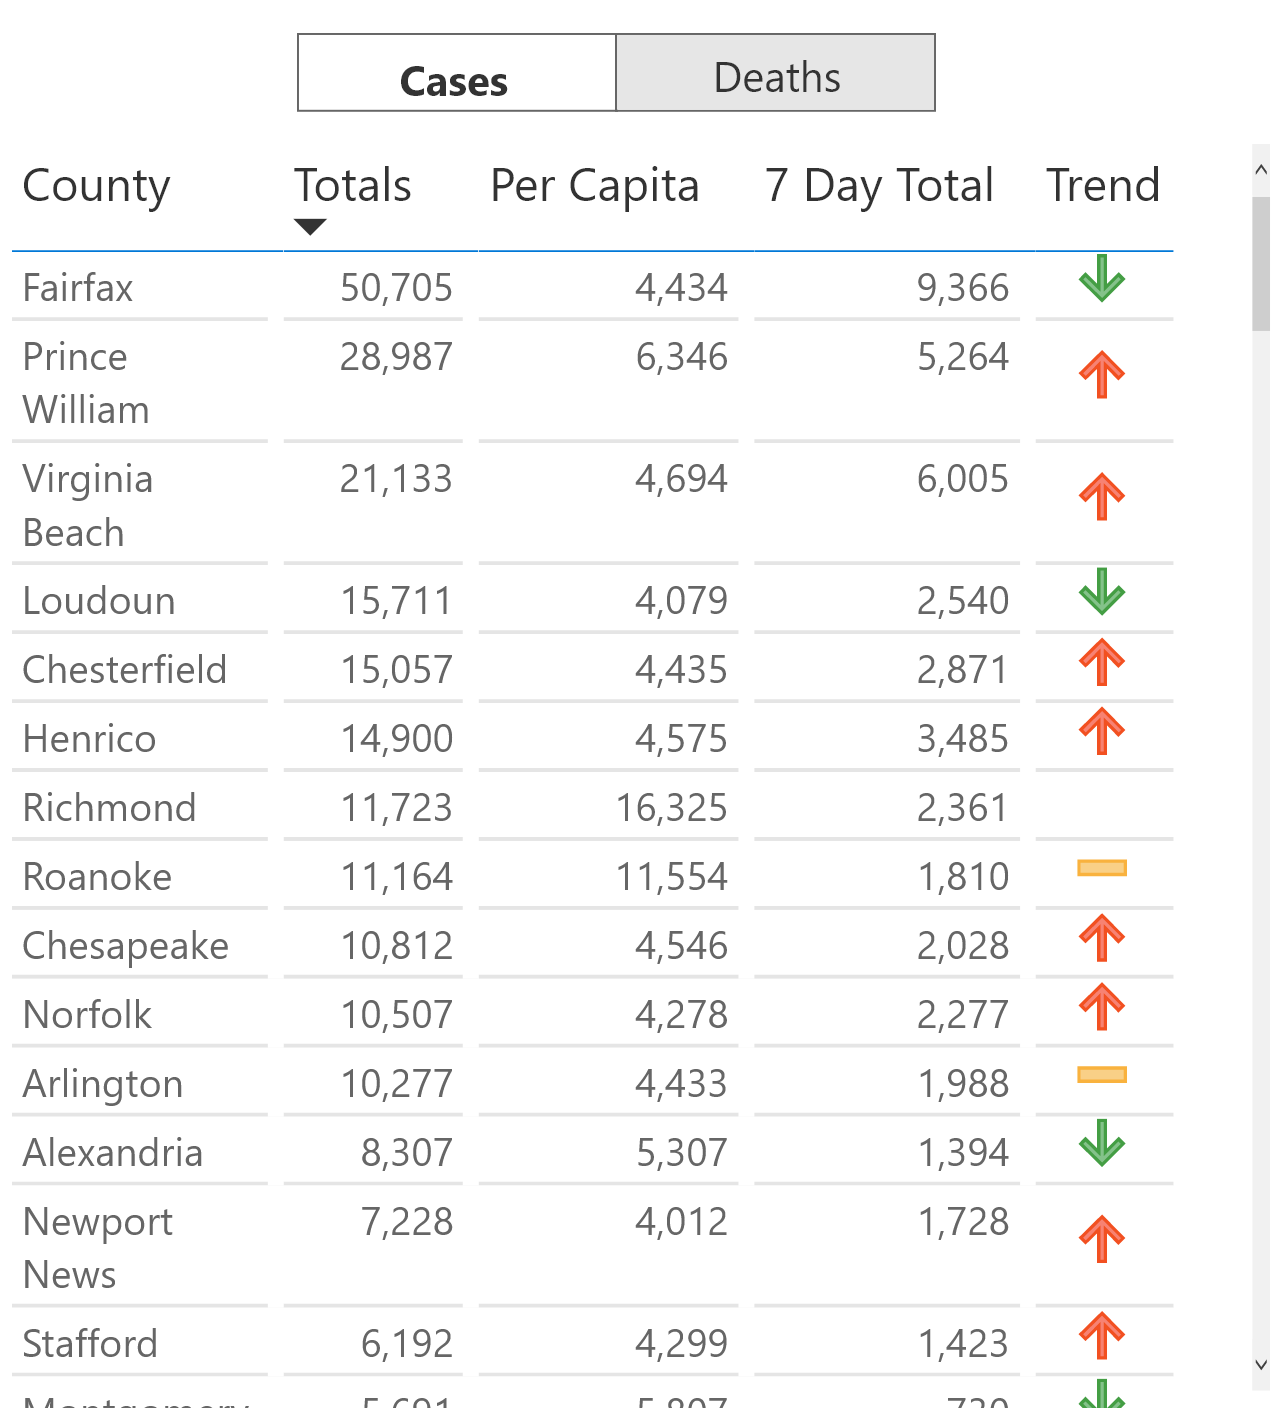 Cases Deaths
County Totals Per Capita 7 Day Total Trend
Fairfax 50,705 4,434 9,366
Prince 28,987 6,346 5,264
William
Virginia 21,133 4,694 6,005
Beach
Loudoun 15,711 4,079 2,540
Chesterfield 15,057 4,435 2,871
Henrico 14,900 4,575 3,485
Richmond 11,723 16,325 2,361
Roanoke 11,164 11,554 1,810
Chesapeake 10,812 4,546 2,028
Norfolk 10,507 4,278 2,277
Arlington 10,277 4,433 1,988
Alexandria 8,307 5,307 1,394
Newport 7,228 4,012 1,728
News
Stafford 6,192 4,299 1,423
Montgomery